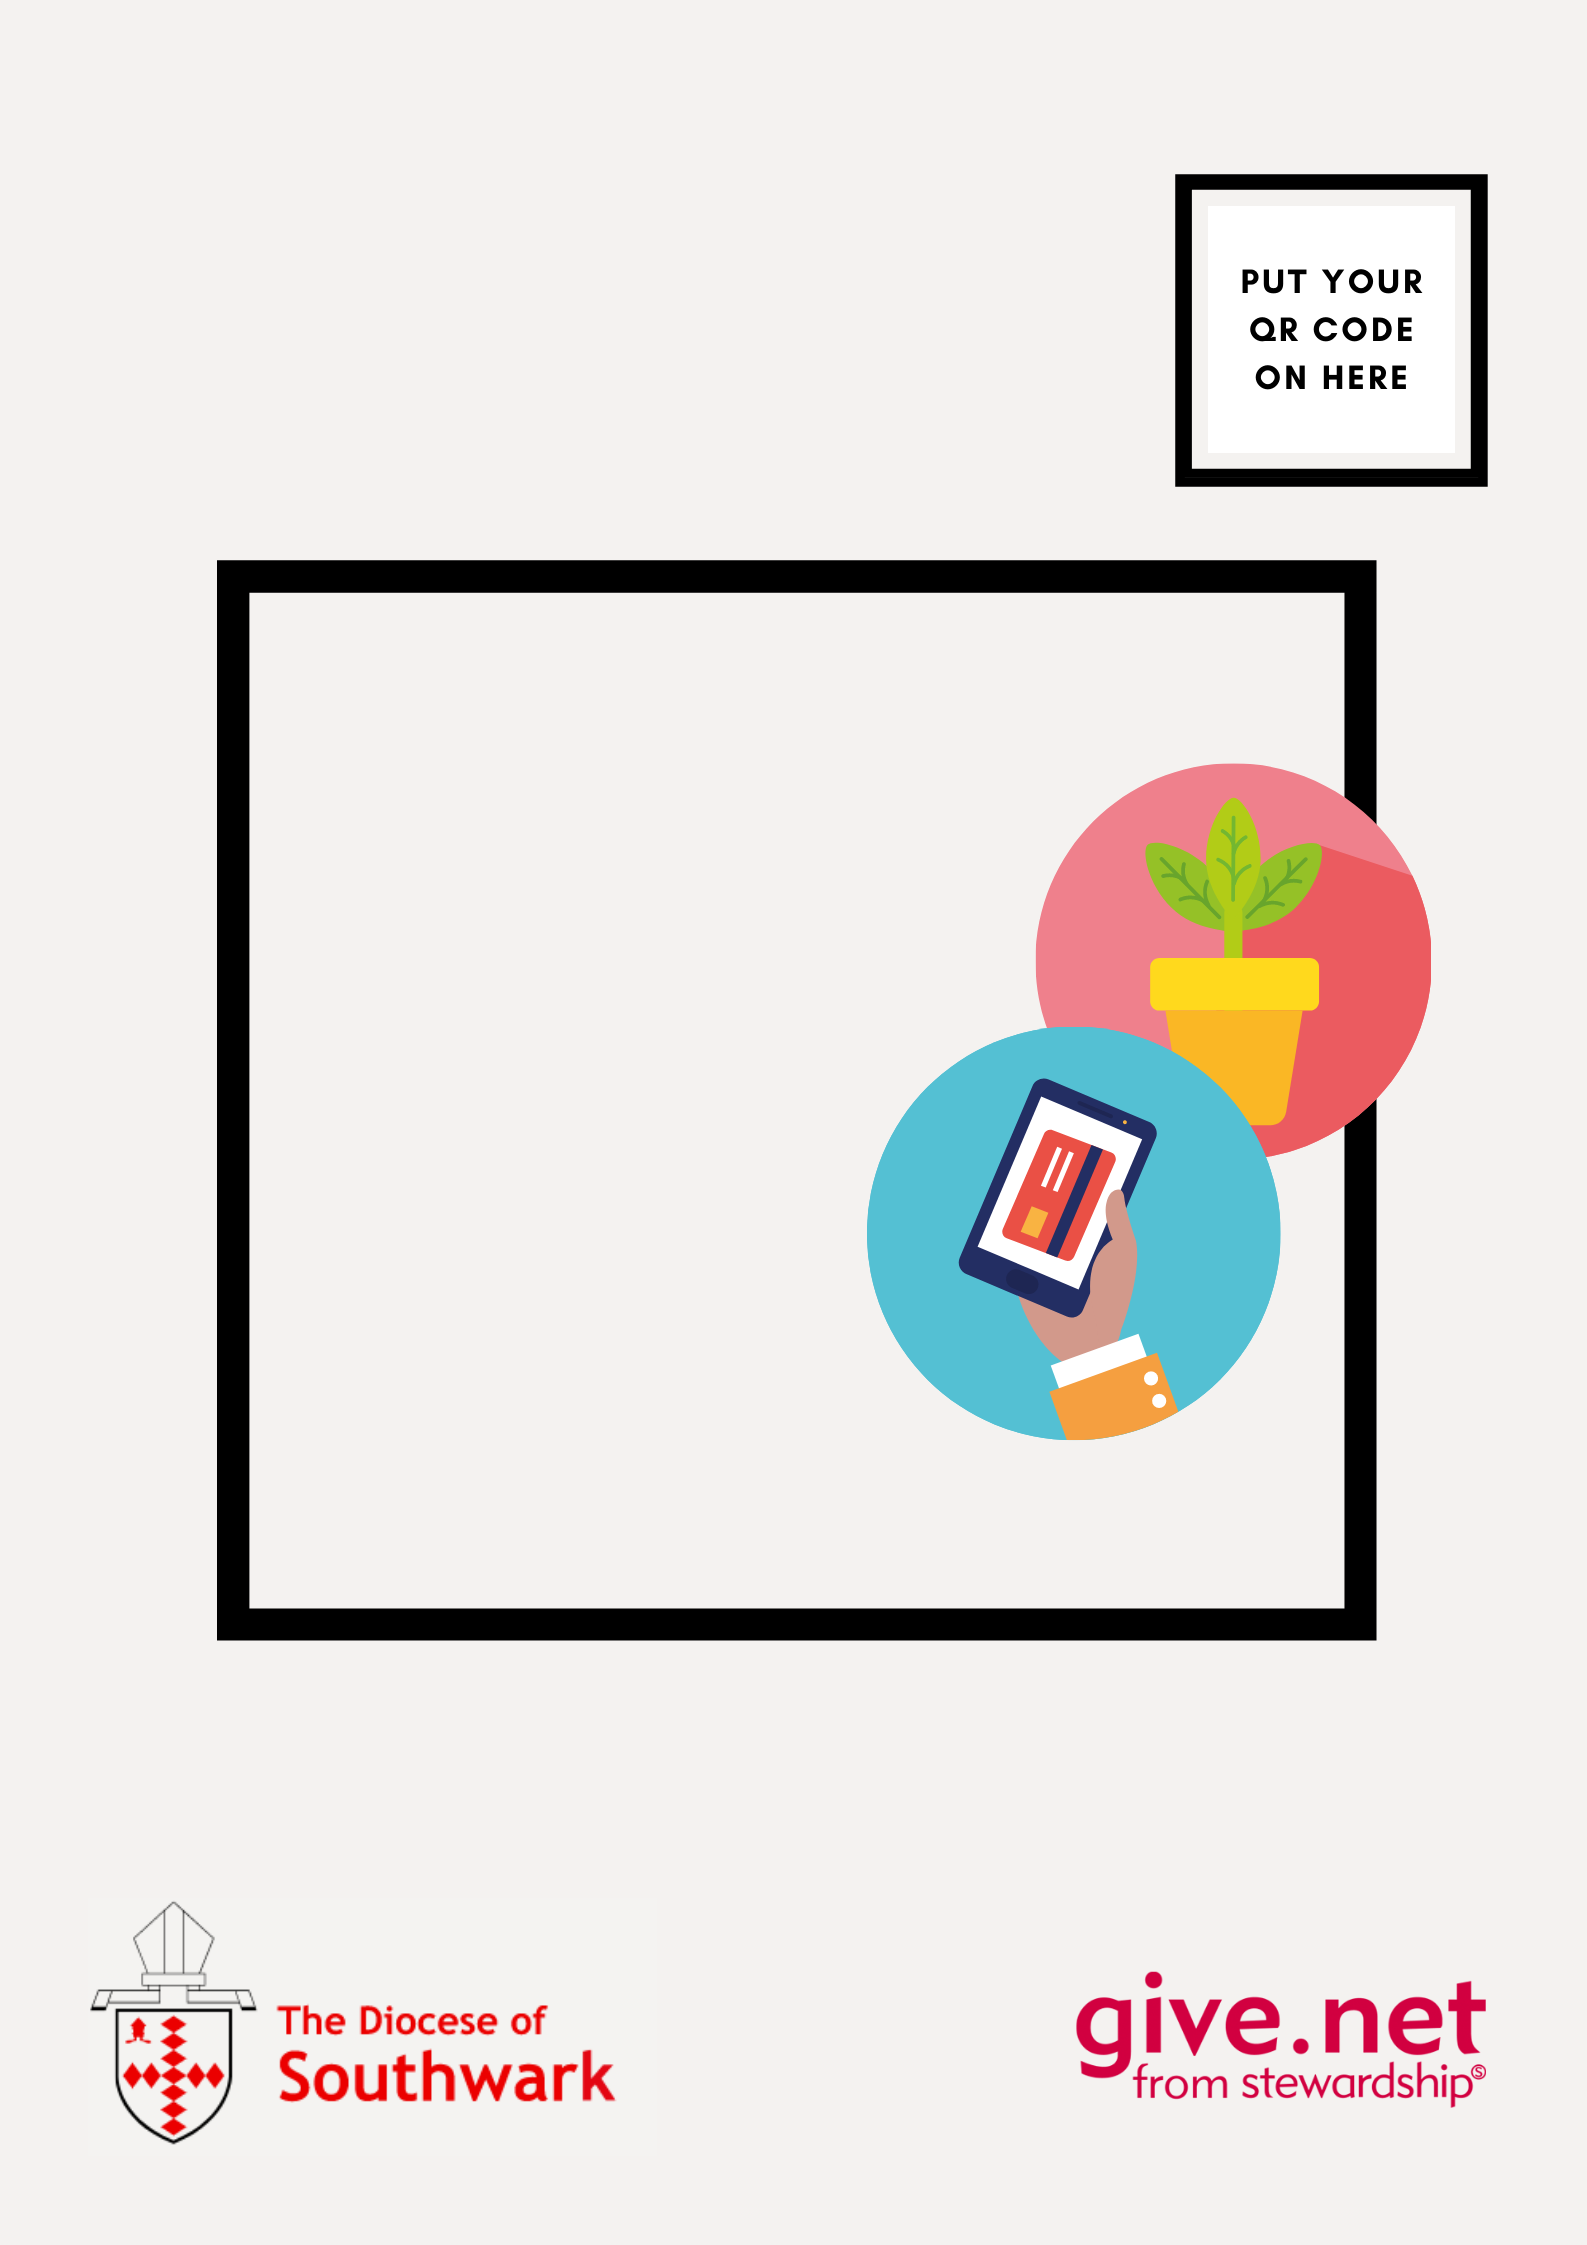 PUT YOUR
QR CODE
ON HERE
The Diocese of
Southwark
give.net
from stewardship